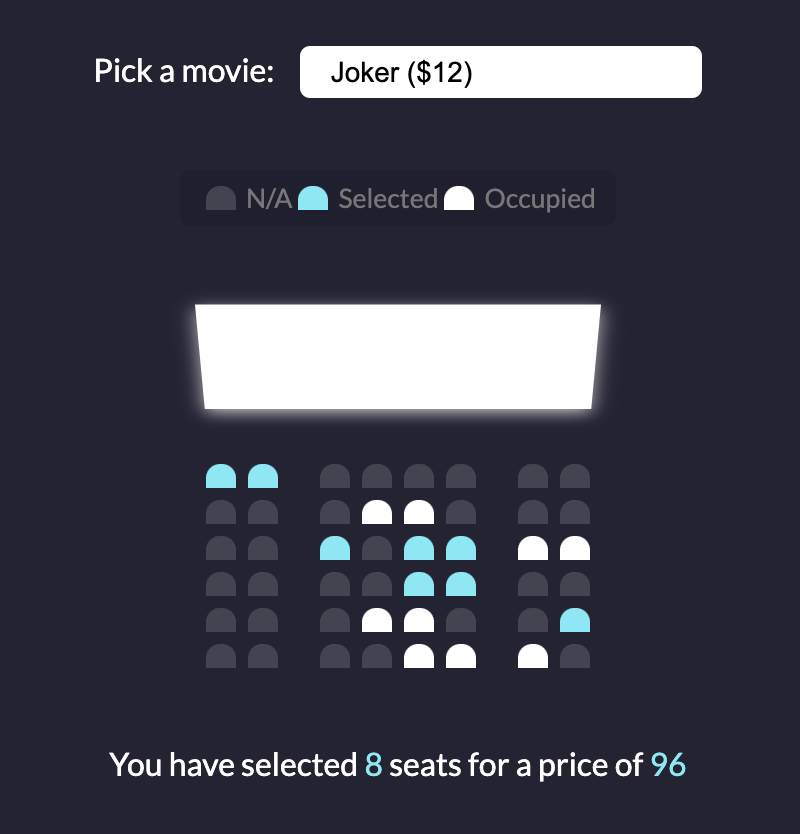 Pick a movie: Joker ($12)
N/A Selected Occupied
You have selected 8 seats for a price of 96